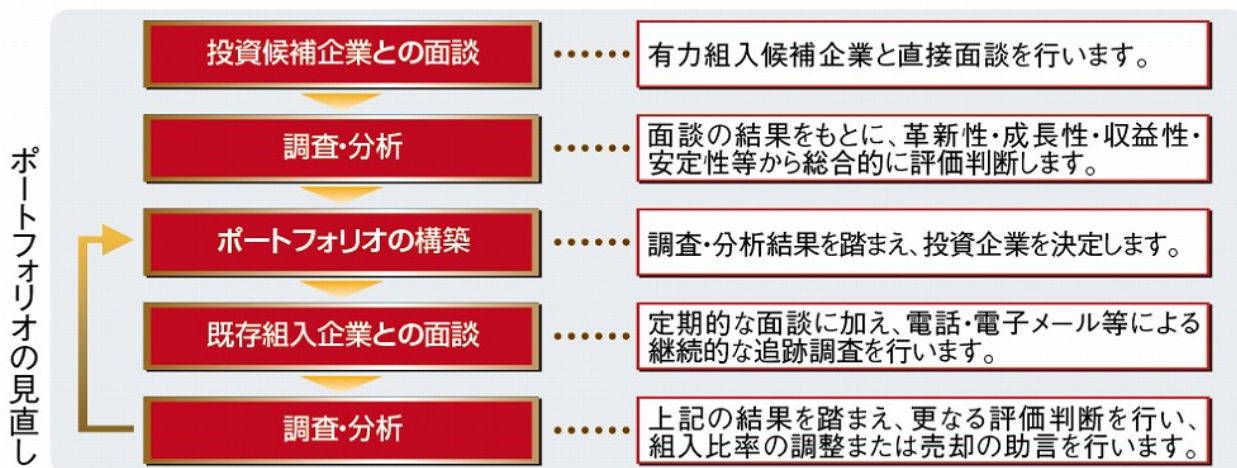 投資候補企業との面談
有力組入候補企業と直接面談を行います。
調査・分析
面談の結果をもとに、革新性・成長性・収益性・
安定性等から総合的に評価判断します。
ポートフォリオの構築
調査・分析結果を踏まえ、投資企業を決定します。
既存組入企業との面談
定期的な面談に加え、電話・電子メール等による
継続的な追跡調査を行います。
調査・分析
上記の結果を踏まえ、更なる評価判断を行い、
組入比率の調整または売却の助言を行います。
ポートフォリオの見直し